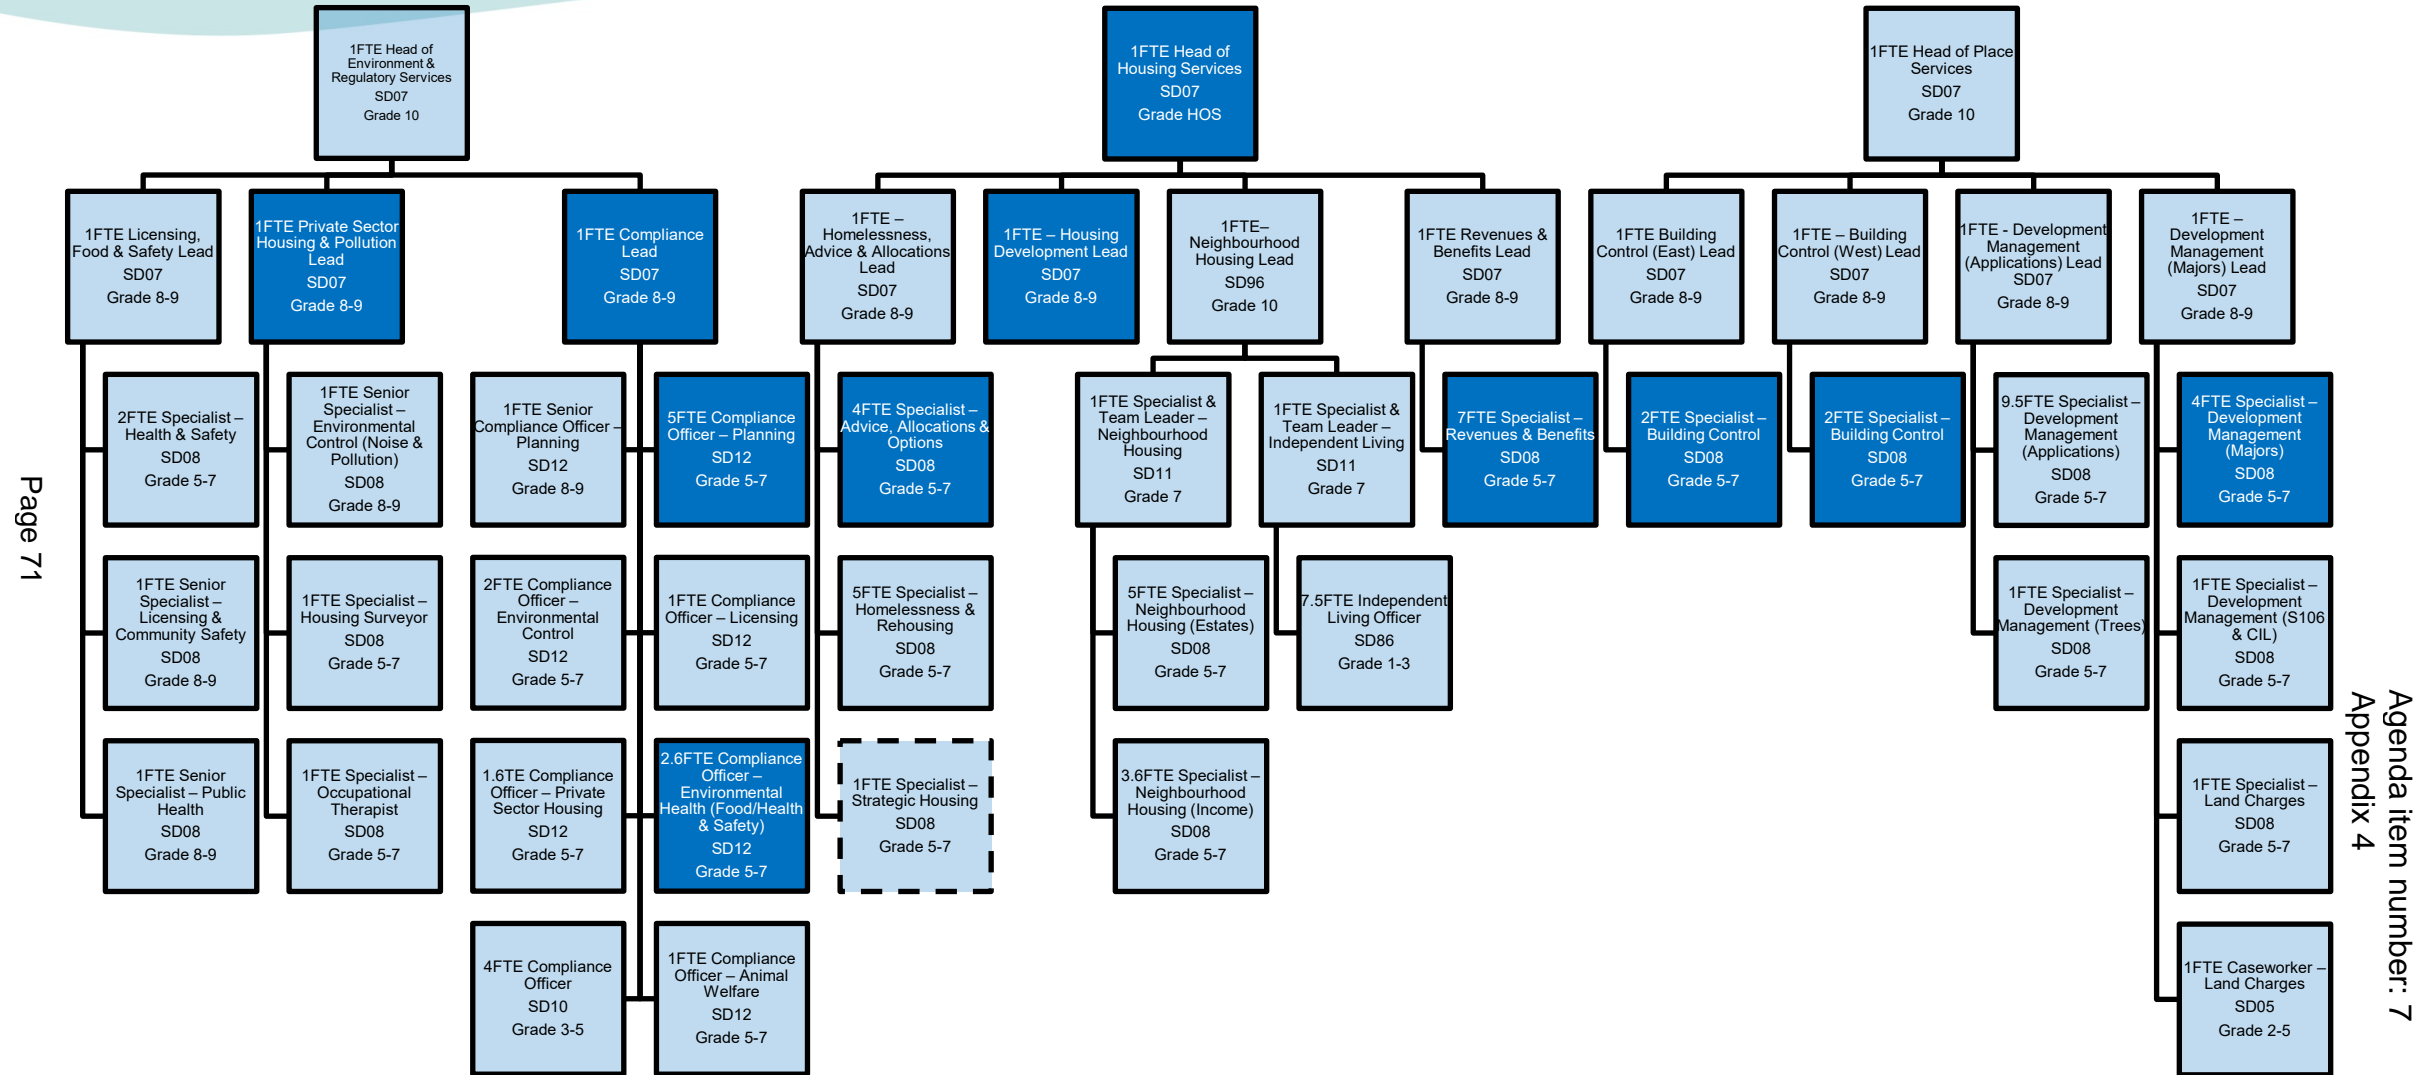 1FTE Head of
Environment &
Regulatory Services
SD07
Grade 10
1FTE Head of
Housing Services
SD07
Grade HOS
1FTE Head of Place
Services
SD07
Grade 10
1FTE Licensing,
Food & Safety Lead
SD07
Grade 8-9
1FTE Private Sector
Housing & Pollution
Lead
SD07
Grade 8-9
1FTE Compliance
Lead
SD07
Grade 8-9
1FTE –
Homelessness,
Advice & Allocations
Lead
SD07
Grade 8-9
1FTE – Housing
Development Lead
SD07
Grade 8-9
1FTE–
Neighbourhood
Housing Lead
SD96
Grade 10
1FTE Revenues &
Benefits Lead
SD07
Grade 8-9
1FTE Building
Control (East) Lead
SD07
Grade 8-9
1FTE – Building
Control (West) Lead
SD07
Grade 8-9
1FTE - Development
Management
(Applications) Lead
SD07
Grade 8-9
1FTE –
Development
Management
(Majors) Lead
SD07
Grade 8-9
2FTE Specialist –
Health & Safety
SD08
Grade 5-7
1FTE Senior
Specialist –
Environmental
Control (Noise &
Pollution)
SD08
Grade 8-9
1FTE Senior
Compliance Officer –
Planning
SD12
Grade 8-9
5FTE Compliance
Officer – Planning
SD12
Grade 5-7
4FTE Specialist –
Advice, Allocations &
Options
SD08
Grade 5-7
1FTE Specialist &
Team Leader –
Neighbourhood
Housing
SD11
Grade 7
1FTE Specialist &
Team Leader –
Independent Living
SD11
Grade 7
7FTE Specialist –
Revenues & Benefits
SD08
Grade 5-7
2FTE Specialist –
Building Control
SD08
Grade 5-7
2FTE Specialist –
Building Control
SD08
Grade 5-7
9.5FTE Specialist –
Development
Management
(Applications)
SD08
Grade 5-7
4FTE Specialist –
Development
Management
(Majors)
SD08
Grade 5-7
1FTE Senior
Specialist –
Licensing &
Community Safety
SD08
Grade 8-9
1FTE Specialist –
Housing Surveyor
SD08
Grade 5-7
2FTE Compliance
Officer –
Environmental
Control
SD12
Grade 5-7
1FTE Compliance
Officer – Licensing
SD12
Grade 5-7
5FTE Specialist –
Homelessness &
Rehousing
SD08
Grade 5-7
5FTE Specialist –
Neighbourhood
Housing (Estates)
SD08
Grade 5-7
7.5FTE Independent
Living Officer
SD86
Grade 1-3
1FTE Specialist –
Development
Management (Trees)
SD08
Grade 5-7
1FTE Specialist –
Development
Management (S106
& CIL)
SD08
Grade 5-7
1FTE Senior
Specialist – Public
Health
SD08
Grade 8-9
1FTE Specialist –
Occupational
Therapist
SD08
Grade 5-7
1.6TE Compliance
Officer – Private
Sector Housing
SD12
Grade 5-7
2.6FTE Compliance
Officer –
Environmental
Health (Food/Health
& Safety)
SD12
Grade 5-7
1FTE Specialist –
Strategic Housing
SD08
Grade 5-7
3.6FTE Specialist –
Neighbourhood
Housing (Income)
SD08
Grade 5-7
1FTE Specialist –
Land Charges
SD08
Grade 5-7
4FTE Compliance
Officer
SD10
Grade 3-5
1FTE Compliance
Officer – Animal
Welfare
SD12
Grade 5-7
1FTE Caseworker –
Land Charges
SD05
Grade 2-5
Page 71
Agenda item number: 7
Appendix 4